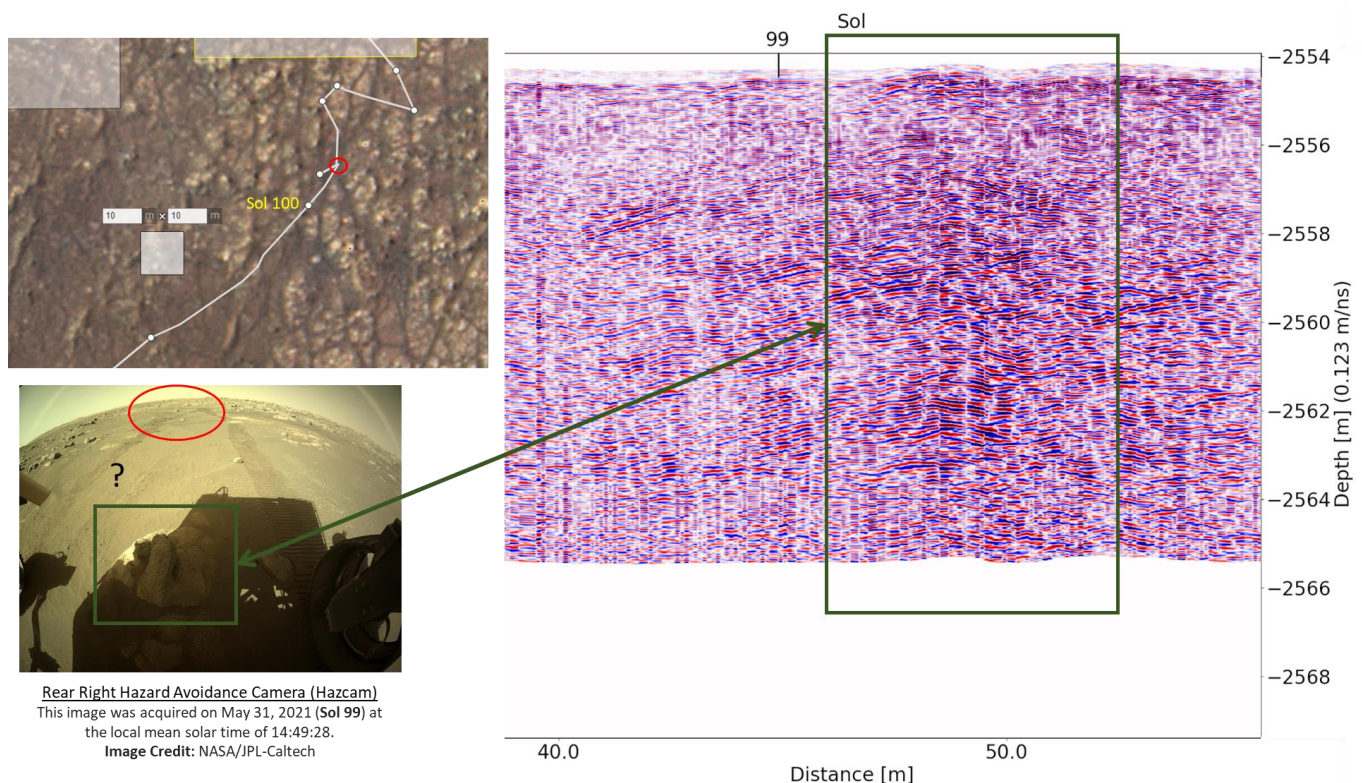 Sol
99
Sol 100
10 m × 10 m
?
Rear Right Hazard Avoidance Camera (Hazcam)
This image was acquired on May 31, 2021 (Sol 99) at
the local mean solar time of 14:49:28.
Image Credit: NASA/JPL-Caltech
−2554
−2556
−2558
−2560
−2562
−2564
−2566
−2568
Depth [m] (0.123 m/ns)
40.0
50.0
Distance [m]